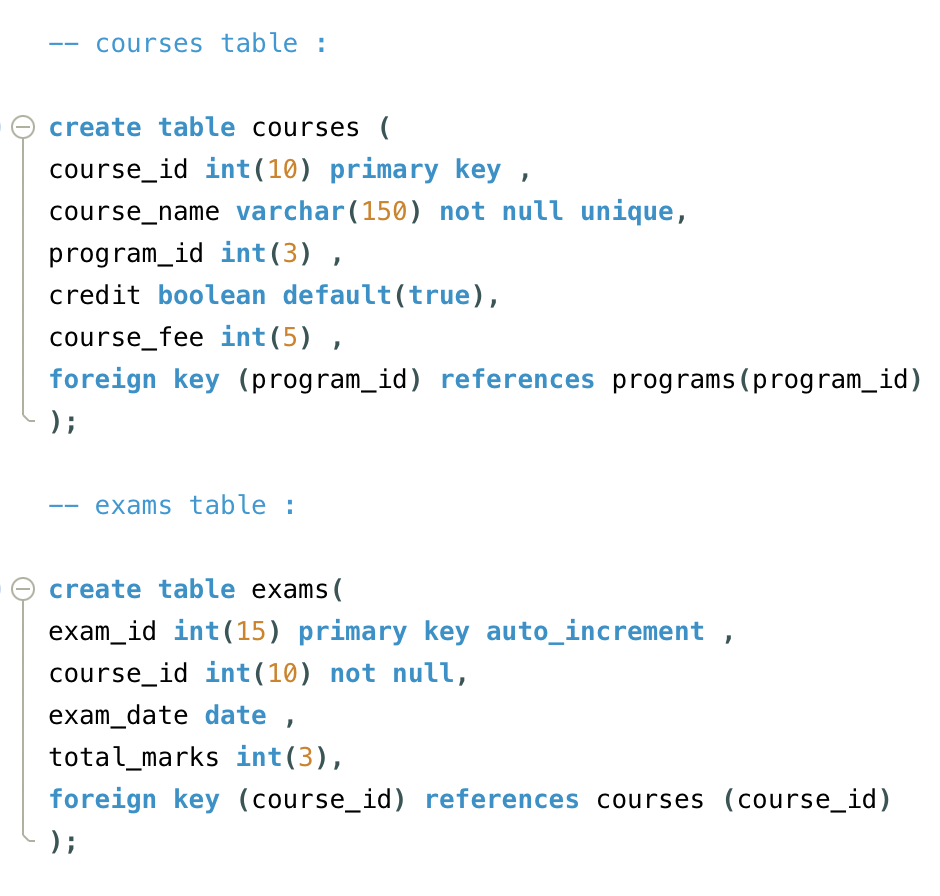 -- courses table :
create table courses (
course_id int(10) primary key ,
course_name varchar(150) not null unique,
program_id int(3) ,
credit boolean default(true),
course_fee int(5) ,
foreign key (program_id) references programs(program_id)
);
-- exams table :
create table exams(
exam_id int(15) primary key auto_increment ,
course_id int(10) not null,
exam_date date ,
total_marks int(3),
foreign key (course_id) references courses (course_id)
);